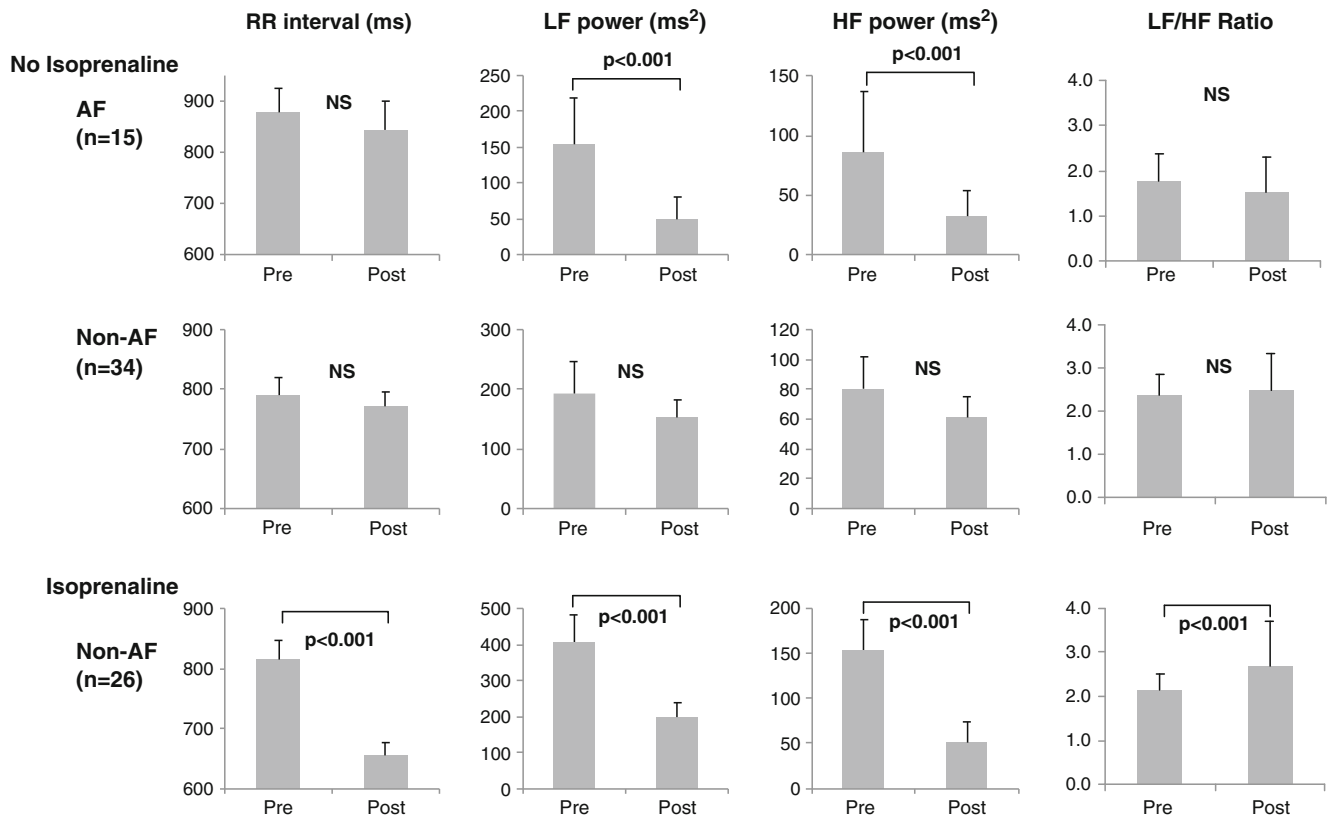 RR interval (ms) LF power (ms²) HF power (ms²) LF/HF Ratio
No Isoprenaline
AF
(n=15)
900
800
700
600
NS
Pre Post
250
200
150
100
50
0
p<0.001
Pre Post
150
100
50
0
p<0.001
Pre Post
4.0
3.0
2.0
1.0
0.0
NS
Pre Post
Non-AF
(n=34)
900
800
700
600
NS
Pre Post
300
200
100
0
NS
Pre Post
120
100
80
60
40
20
0
NS
Pre Post
4.0
3.0
2.0
1.0
0.0
NS
Pre Post
Isoprenaline
Non-AF
(n=26)
900
800
700
600
p<0.001
Pre Post
500
400
300
200
100
0
p<0.001
Pre Post
200
150
100
50
0
p<0.001
Pre Post
4.0
3.0
2.0
1.0
0.0
p<0.001
Pre Post